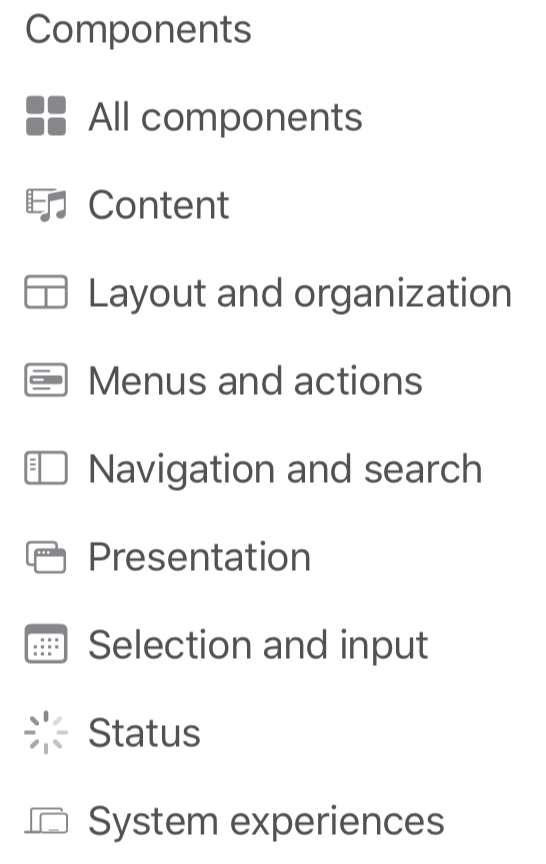 Components
All components
Content
Layout and organization
Menus and actions
Navigation and search
Presentation
Selection and input
Status
System experiences